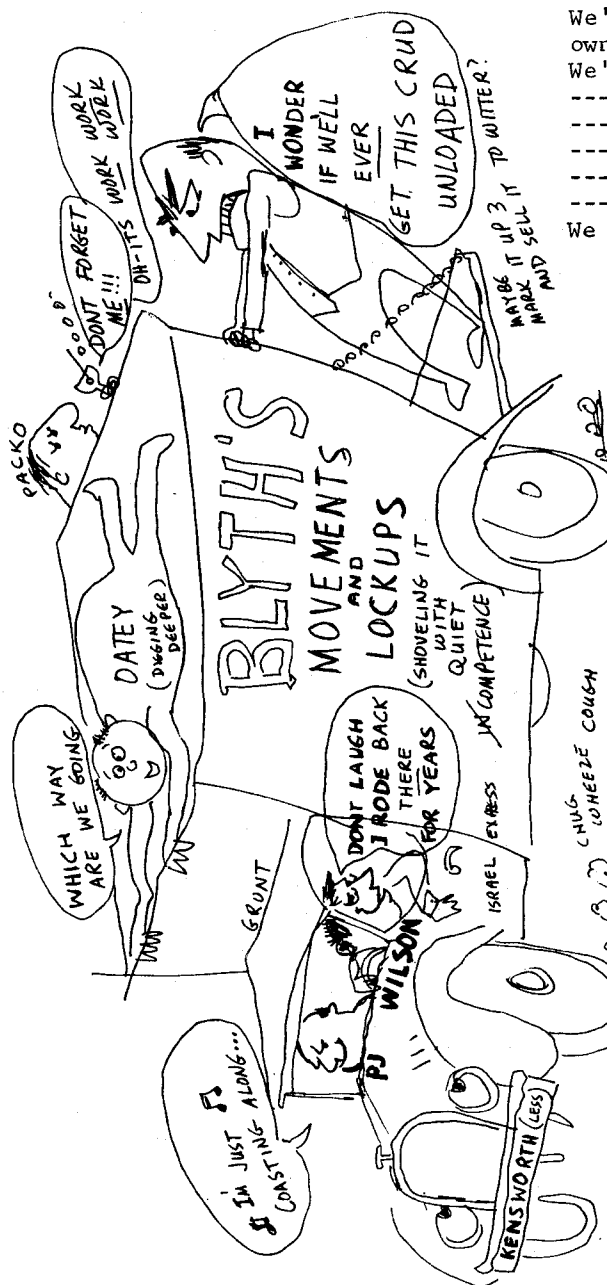 We'
own
We'
We
PACKO
DONT FORGET
ME!!!
OH-ITS WORK WORK
WORK WORK
WHICH WAY
ARE WE GOING
OATEY
(DIGGING
DEEPER)
I
WONDER
IF WE'LL
EVER
GET THIS CRUD
UNLOADED
MAYBE IT UP 3
MARK AND SELL IT TO WITTER?
BLYTH'S
MOVEMENTS
AND
LOCKUPS
(SHOVELING IT
WITH
QUIET
INCOMPETENCE)
GRUNT
DONT LAUGH
I RODE BACK
THERE
FOR YEARS
I'M JUST
COASTING ALONG...
PJ
WILSON
ISRAEL EXPRESS
CHUG
WHEEZE COUGH
KENSWORTH (LESS)